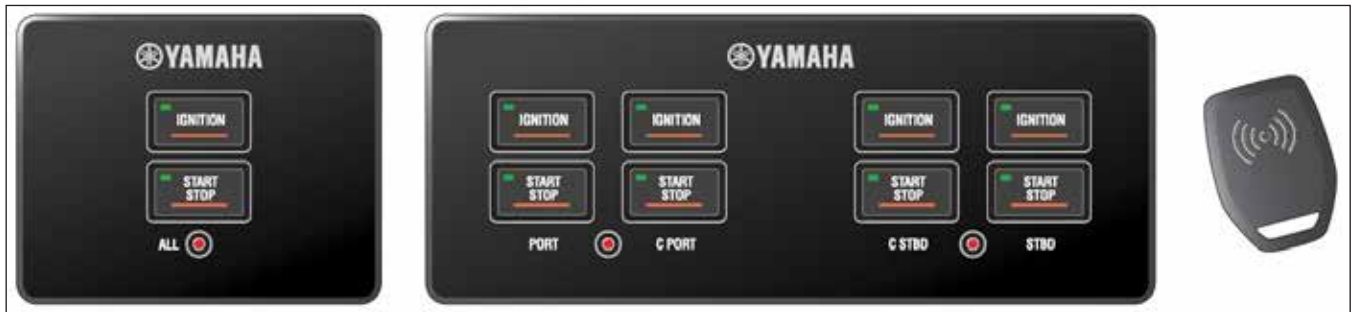 YAMAHA
IGNITION
START
STOP
ALL
YAMAHA
IGNITION IGNITION IGNITION IGNITION
START START START START
STOP STOP STOP STOP
PORT C PORT C STBD STBD